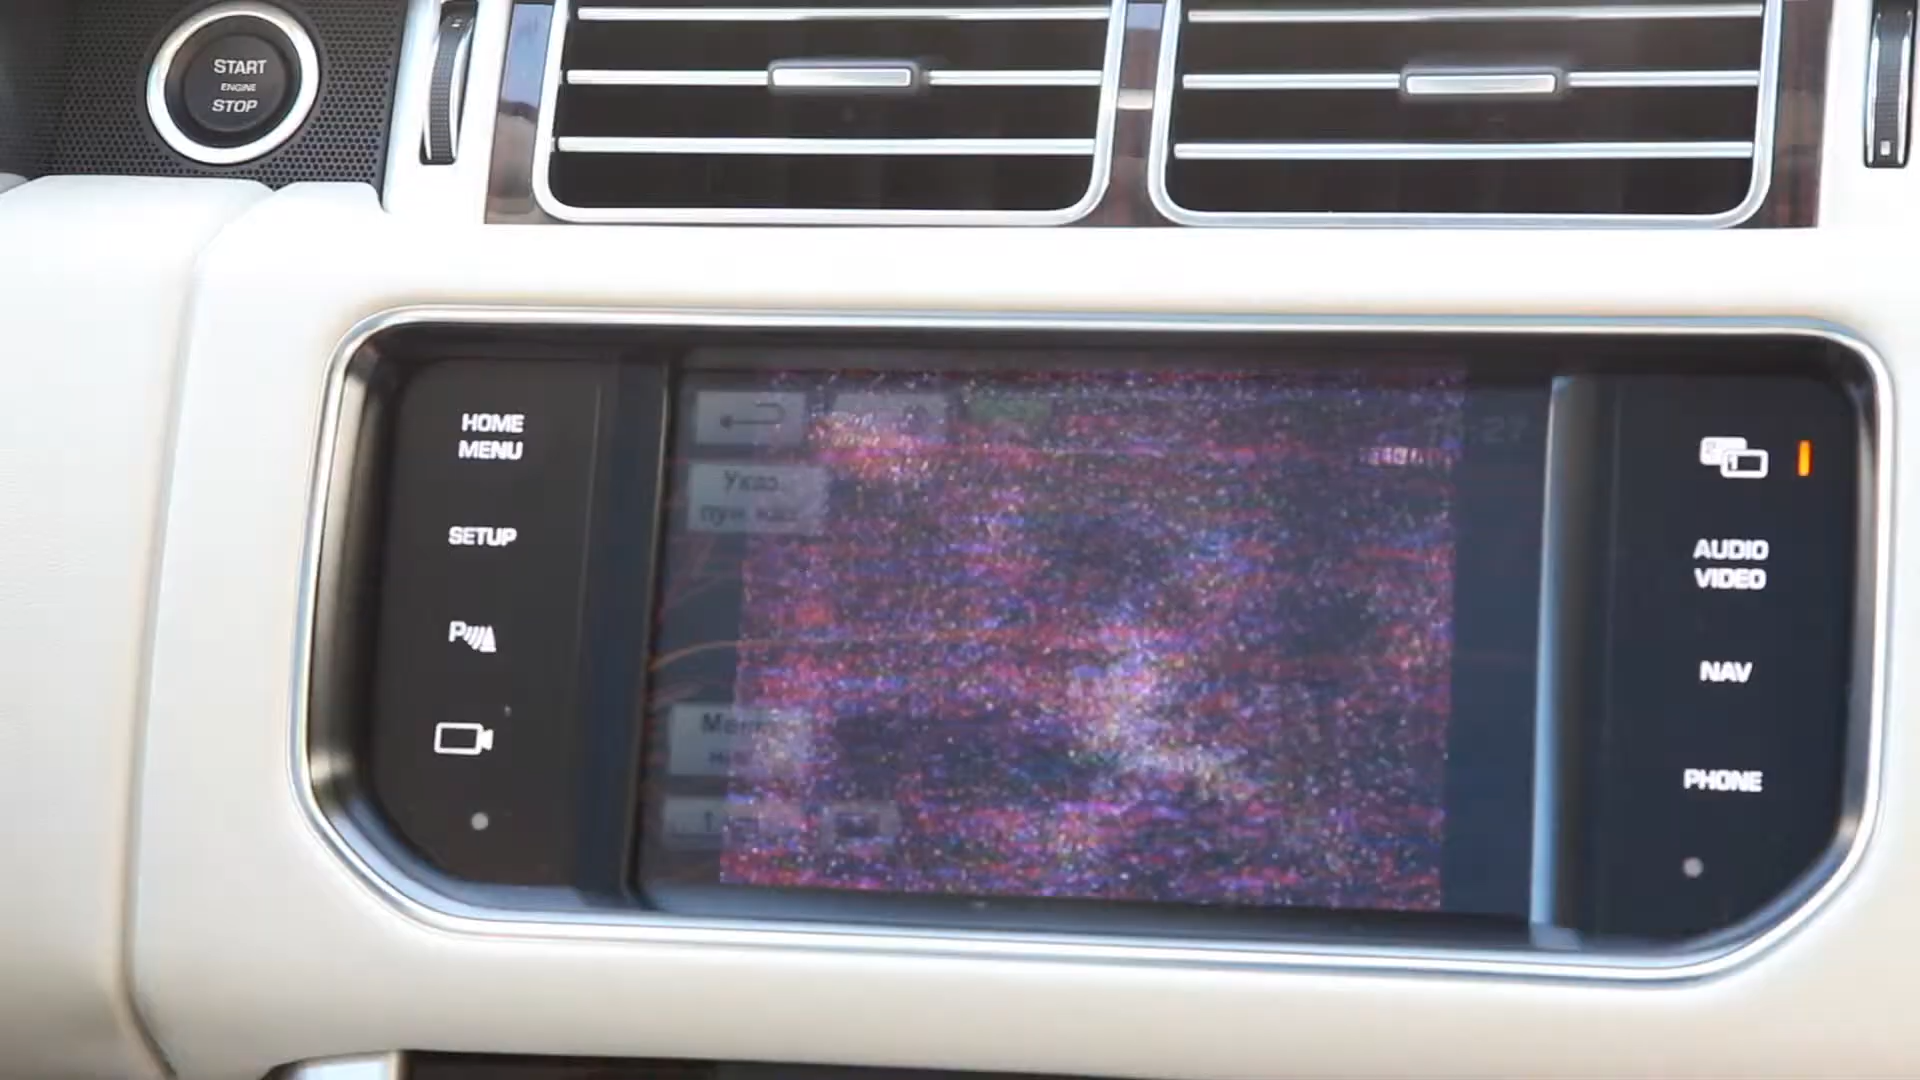 START
ENGINE
STOP
HOME
MENU
SETUP
P
AUDIO
VIDEO
NAV
PHONE